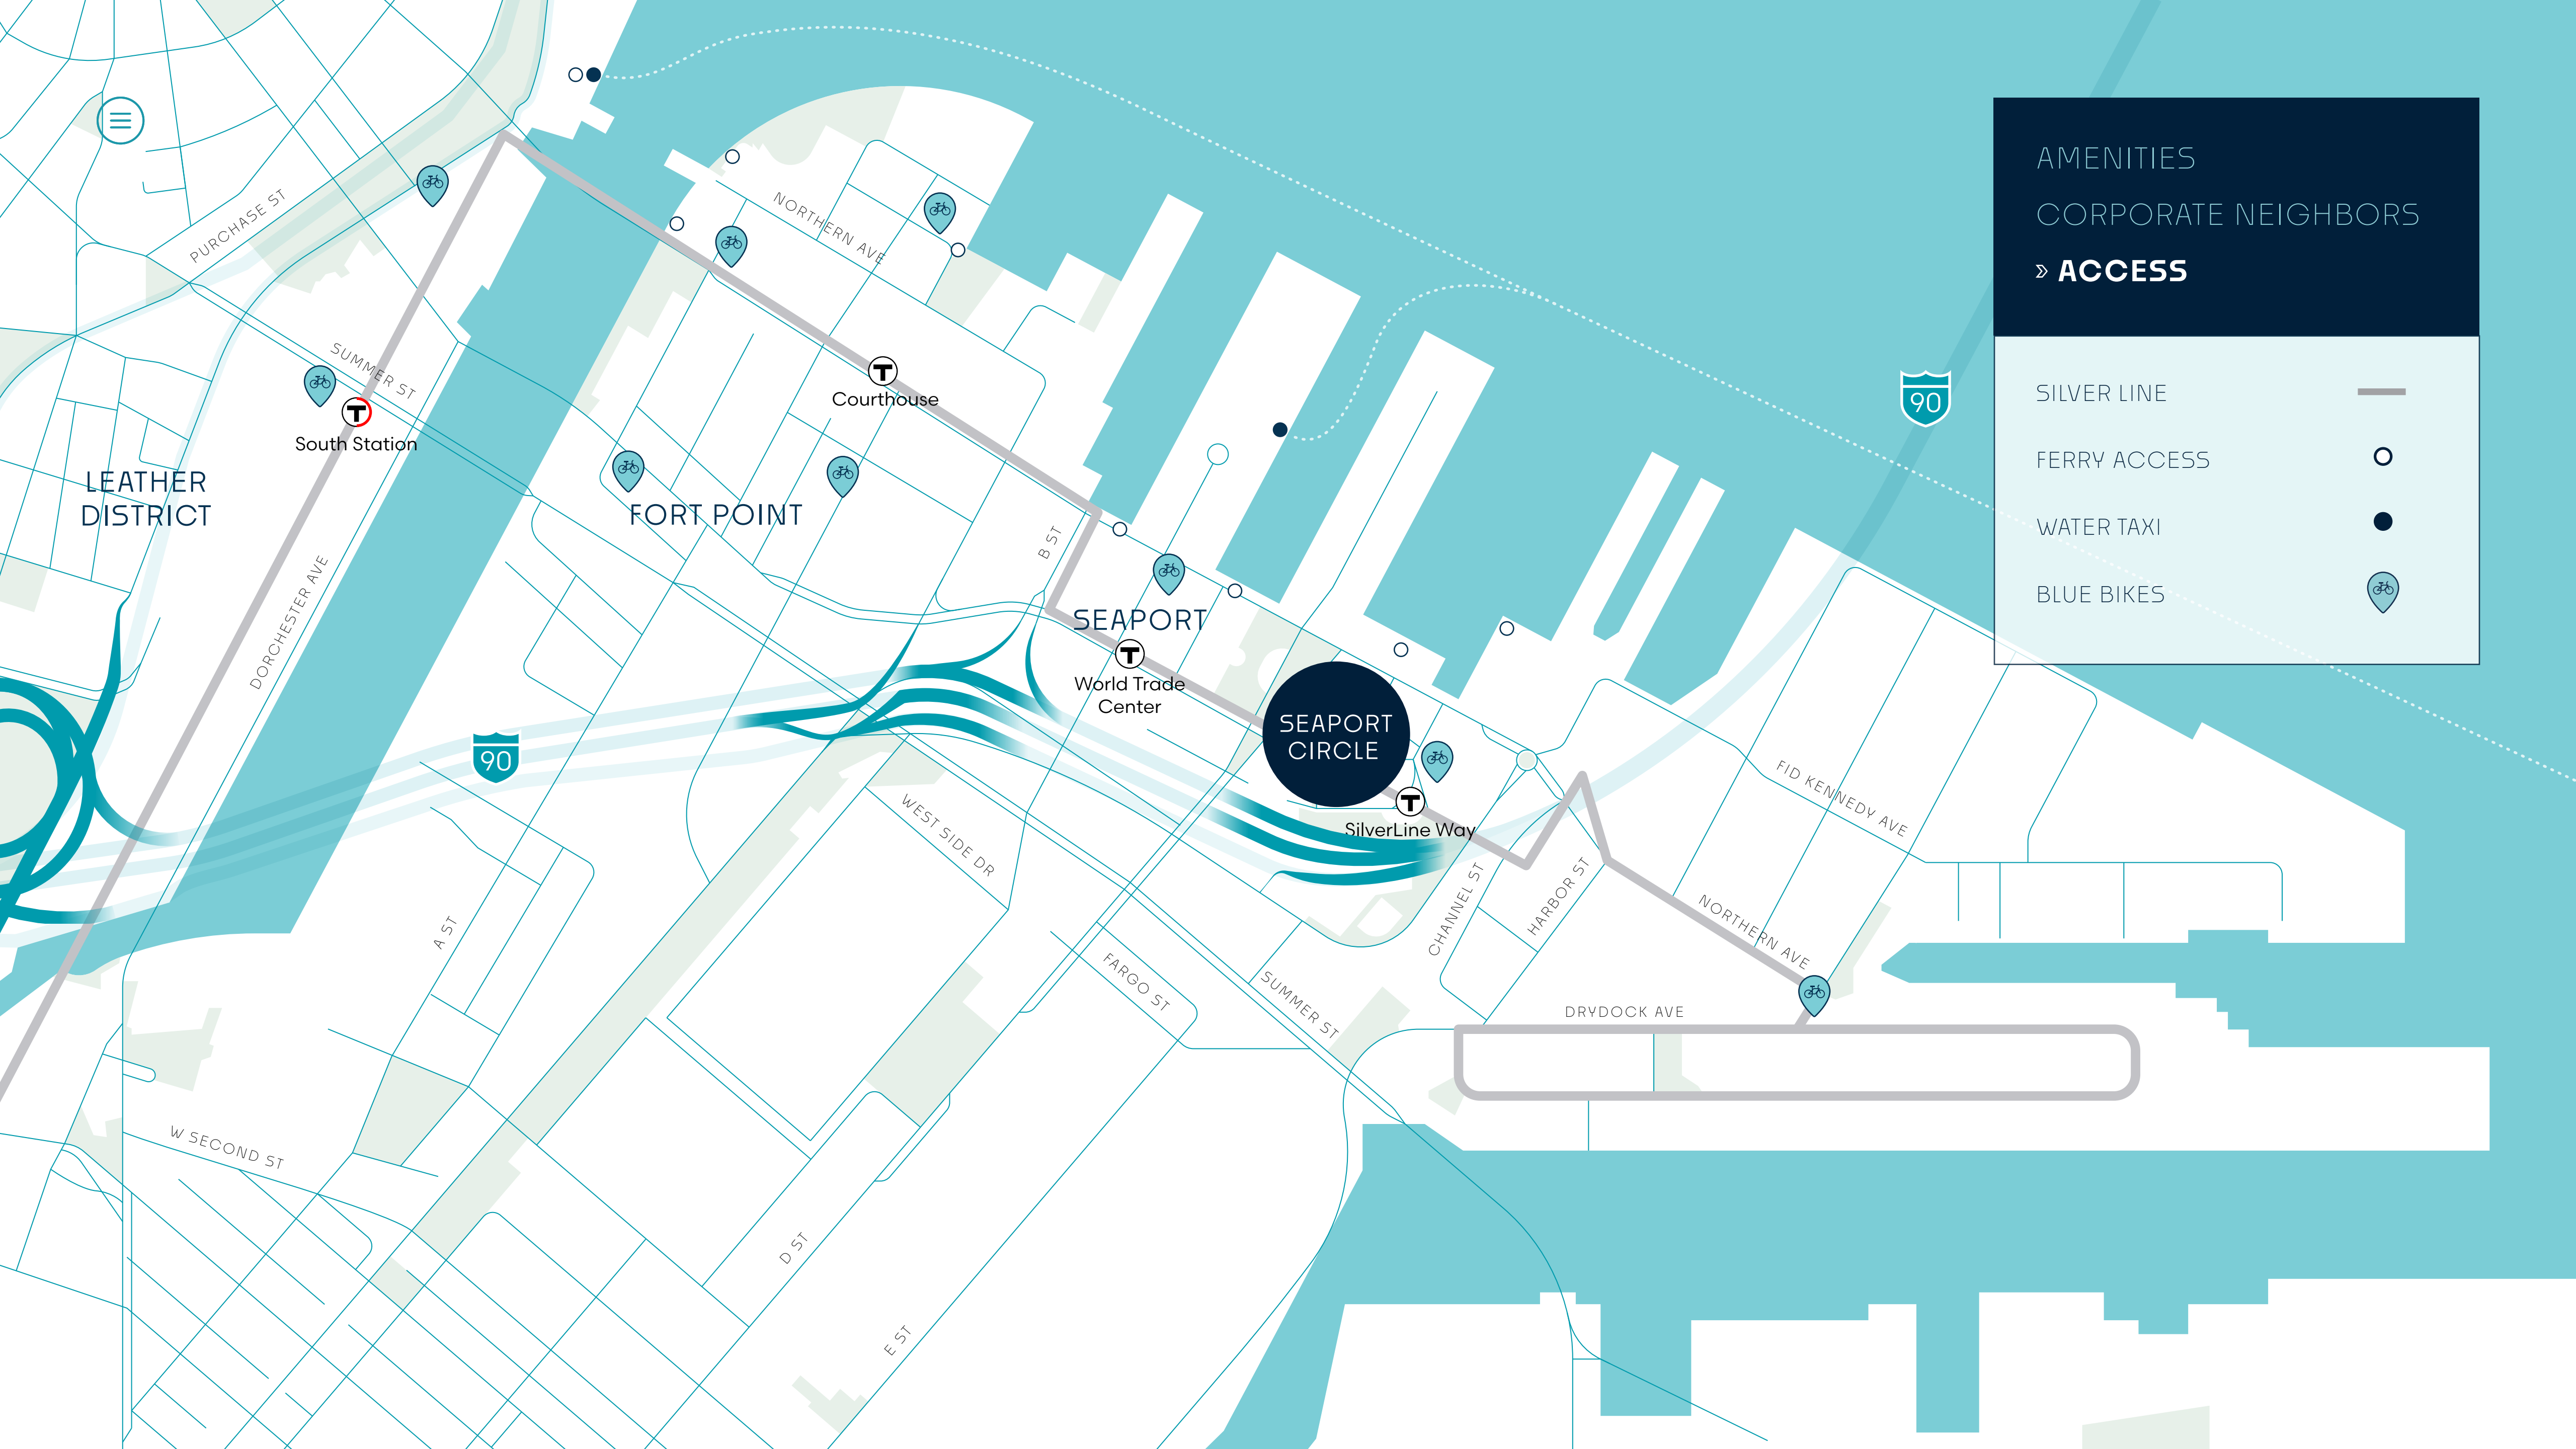 AMENITIES
CORPORATE NEIGHBORS
» ACCESS
SILVER LINE
FERRY ACCESS
WATER TAXI
BLUE BIKES
PURCHASE ST
NORTHERN AVE
SUMMER ST
T
South Station
T
Courthouse
LEATHER
DISTRICT
FORT POINT
DORCHESTER AVE
B ST
SEAPORT
T
World Trade
Center
SEAPORT
CIRCLE
T
SilverLine Way
90
90
WEST SIDE DR
FID KENNEDY AVE
A ST
CHANNEL ST
HARBOR ST
NORTHERN AVE
FARGO ST
SUMMER ST
DRYDOCK AVE
W SECOND ST
D ST
E ST